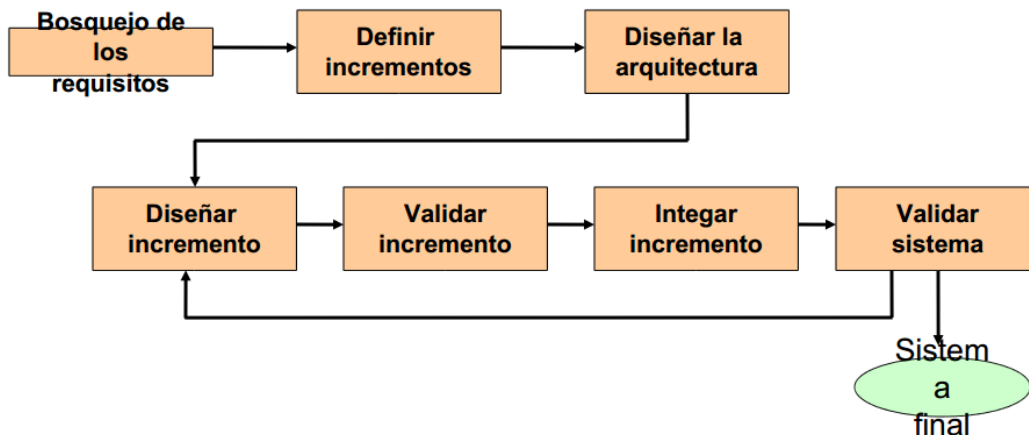 Bosquejo de
los
requisitos
Definir
incrementos
Diseñar la
arquitectura
Diseñar
incremento
Validar
incremento
Integar
incremento
Validar
sistema
Sistem
a
final